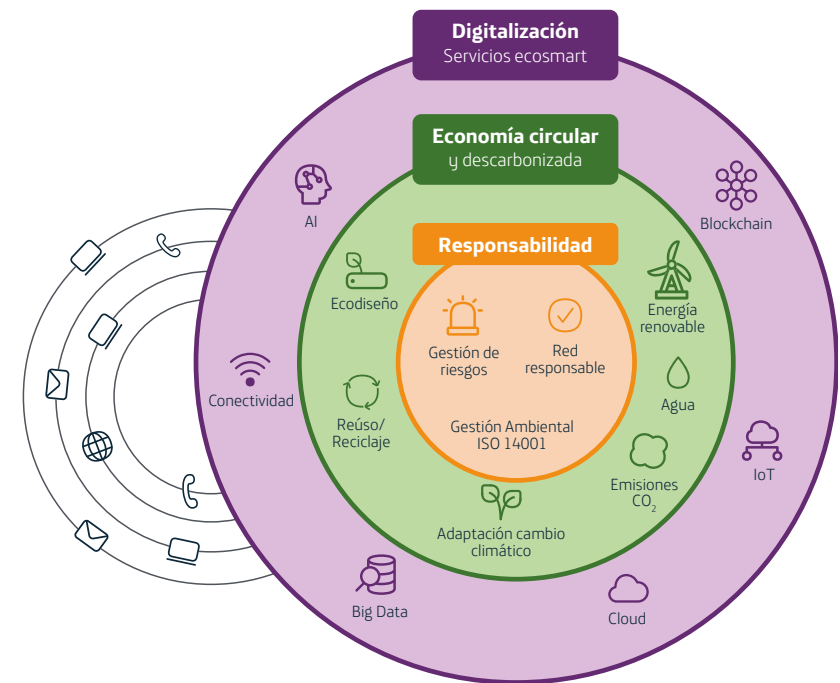 Digitalización
Servicios ecosmart
Economía circular
y descarbonizada
Responsabilidad
AI
Blockchain
Ecodiseño
Energía
renovable
Gestión de
riesgos
Red
responsable
Conectividad
Agua
Reúso/
Reciclaje
Gestión Ambiental
ISO 14001
IoT
Emisiones
CO2
Adaptación cambio
climático
Big Data
Cloud